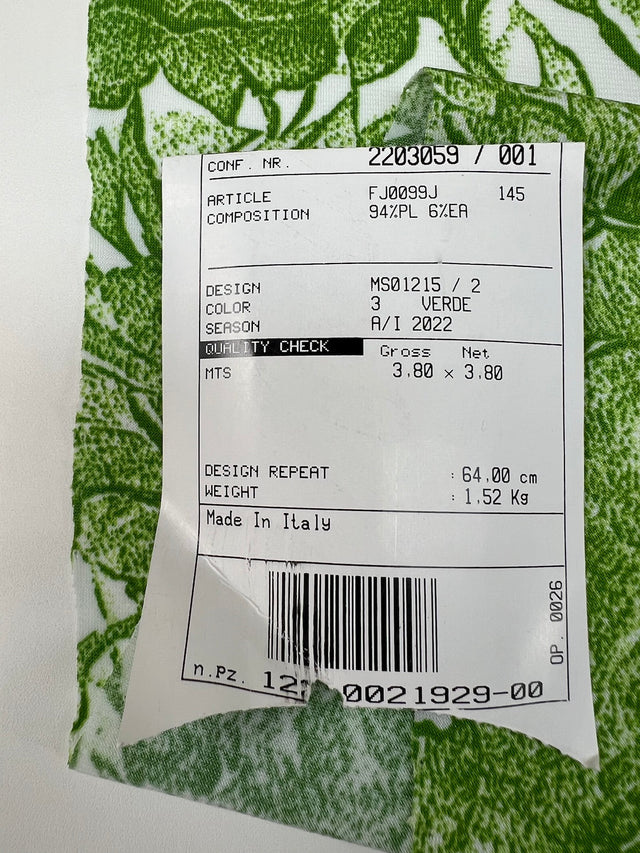 CONF. NR. 2203059 / 001
ARTICLE FJ0099J 145
COMPOSITION 94%PL 6%EA
DESIGN MS01215 / 2
COLOR 3 VERDE
SEASON A/I 2022
QUALITY CHECK Gross Net
MTS 3,80 x 3,80
DESIGN REPEAT : 64,00 cm
WEIGHT : 1,52 Kg
Made In Italy
OP. 0026
n.Pz. 12 0021929-00